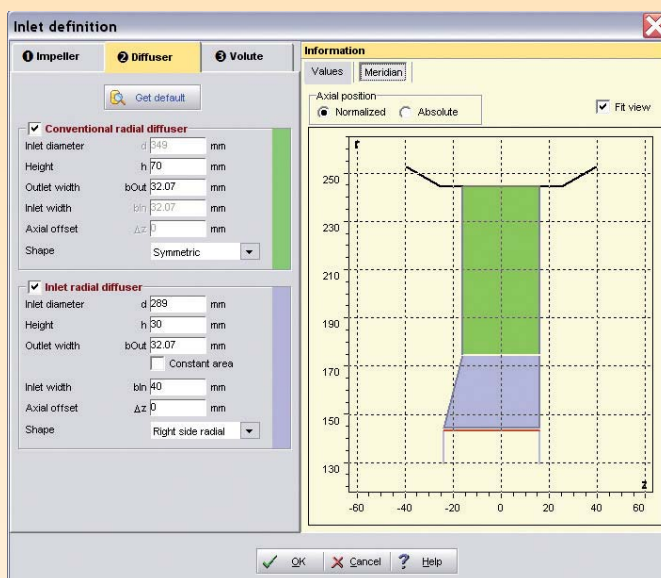 Inlet definition
❶ Impeller
❷ Diffuser
❸ Volute
Get default
Conventional radial diffuser
Inlet diameter d 349 mm
Height h 70 mm
Outlet width bOut 32.07 mm
Inlet width bIn 32.07 mm
Axial offset Δz 0 mm
Shape Symmetric
Inlet radial diffuser
Inlet diameter d 289 mm
Height h 30 mm
Outlet width bOut 32.07 mm
Constant area
Inlet width bIn 40 mm
Axial offset Δz 0 mm
Shape Right side radial
Information
Values Meridian
Axial position
Normalized Absolute
Fit view
r
250
230
210
190
170
150
130
z
-60 -40 -20 0 20 40 60
OK Cancel ? Help